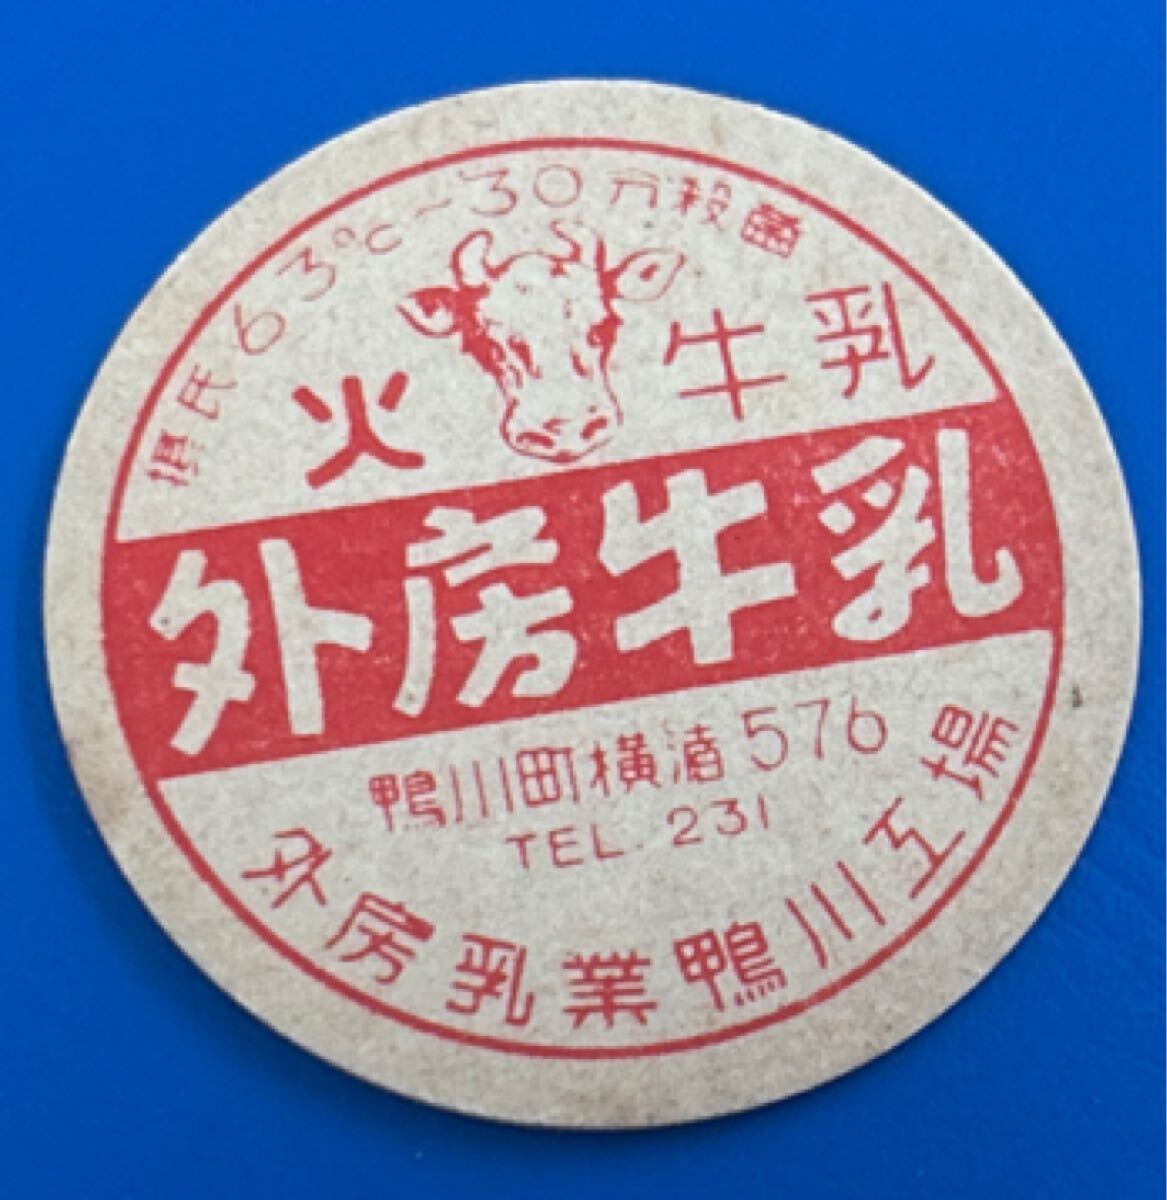 摂氏63℃~30分殺菌
火 牛乳
外房牛乳
鴨川町横渚576
TEL. 231
外房乳業鴨川工場